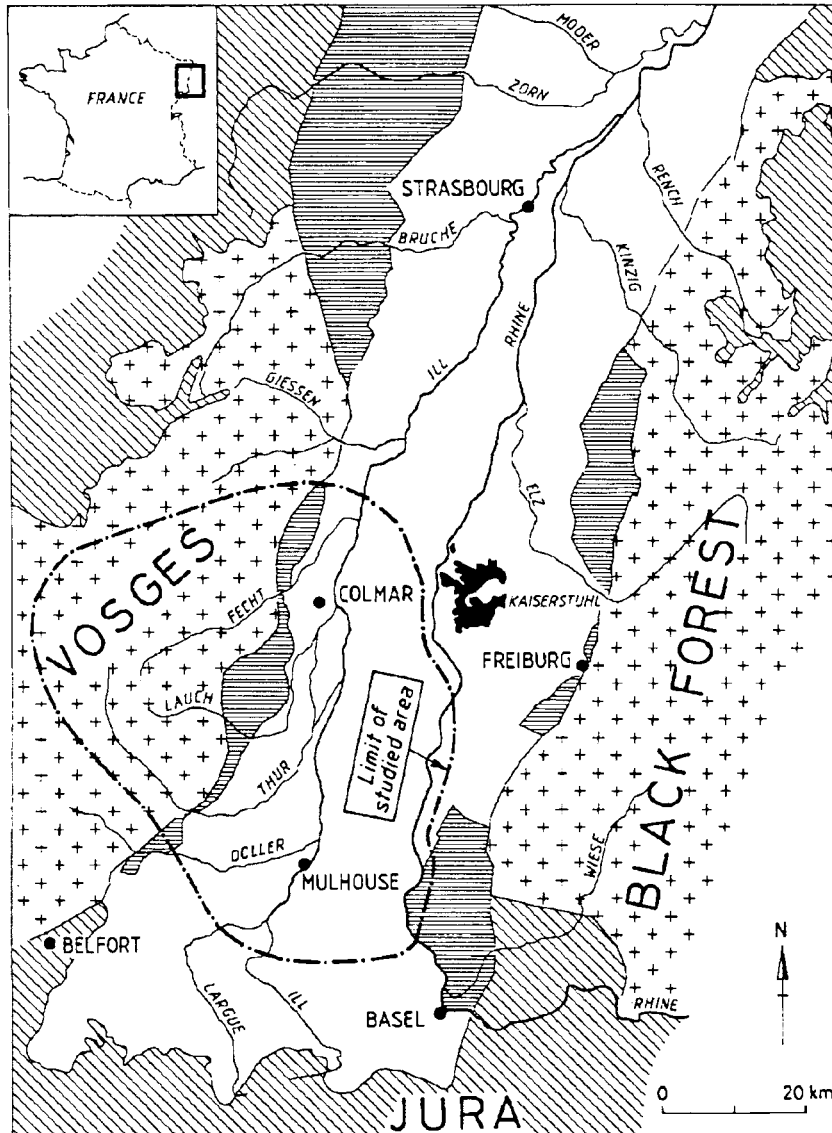 FRANCE
MODER
ZORN
STRASBOURG
RENCH
BRUCHE
KINZIG
RHINE
ILL
GIESSEN
ELZ
VOSGES
COLMAR
KAISERSTUHL
FECHT
FREIBURG
BLACK FOREST
LAUCH
Limit of
studied area
THUR
DOLLER
WIESE
MULHOUSE
BELFORT
N
LARGUE
ILL
BASEL
RHINE
JURA
0 20 km